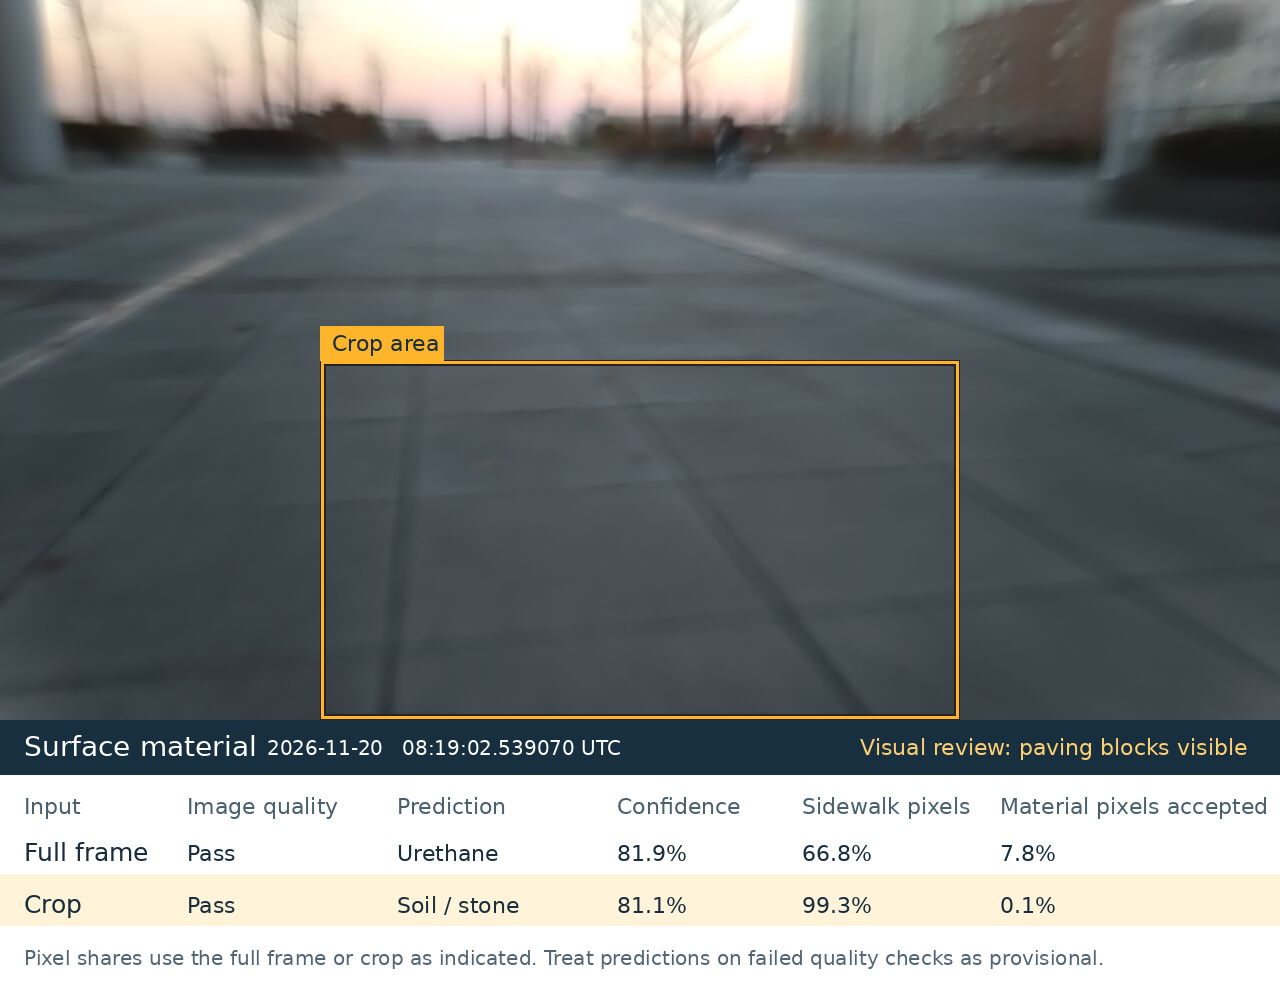 Crop area
Surface material 2026-11-20 08:19:02.539070 UTC Visual review: paving blocks visible
Input Image quality Prediction Confidence Sidewalk pixels Material pixels accepted
Full frame Pass Urethane 81.9% 66.8% 7.8%
Crop Pass Soil / stone 81.1% 99.3% 0.1%
Pixel shares use the full frame or crop as indicated. Treat predictions on failed quality checks as provisional.